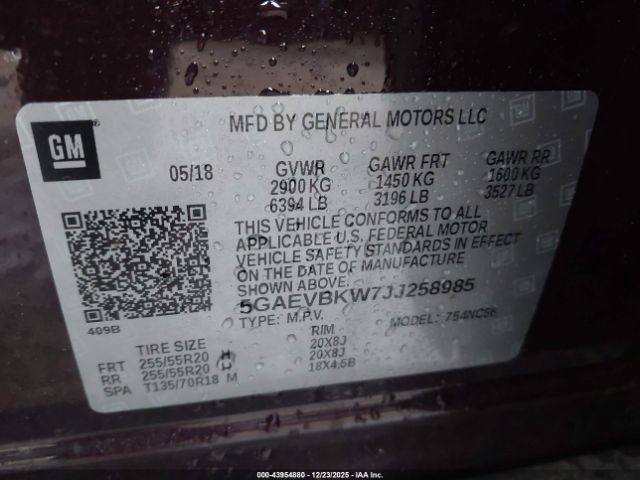 GM
MFD BY GENERAL MOTORS LLC
05/18 GVWR GAWR FRT GAWR RR
2900 KG 1450 KG 1600 KG
6394 LB 3196 LB 3527 LB
THIS VEHICLE CONFORMS TO ALL
APPLICABLE U.S. FEDERAL MOTOR
VEHICLE SAFETY STANDARDS IN EFFECT
ON THE DATE OF MANUFACTURE
SHOWN ABOVE.
5GAEVBKW7JJ258985
TYPE: M.P.V. MODEL: 754NC56
409B
TIRE SIZE RIM
FRT 255/55R20 H 20X8J
RR 255/55R20 H 20X8J
SPA T135/70R18 M 18X4.5B
000-43954880 - 12/23/2025 - IAA Inc.